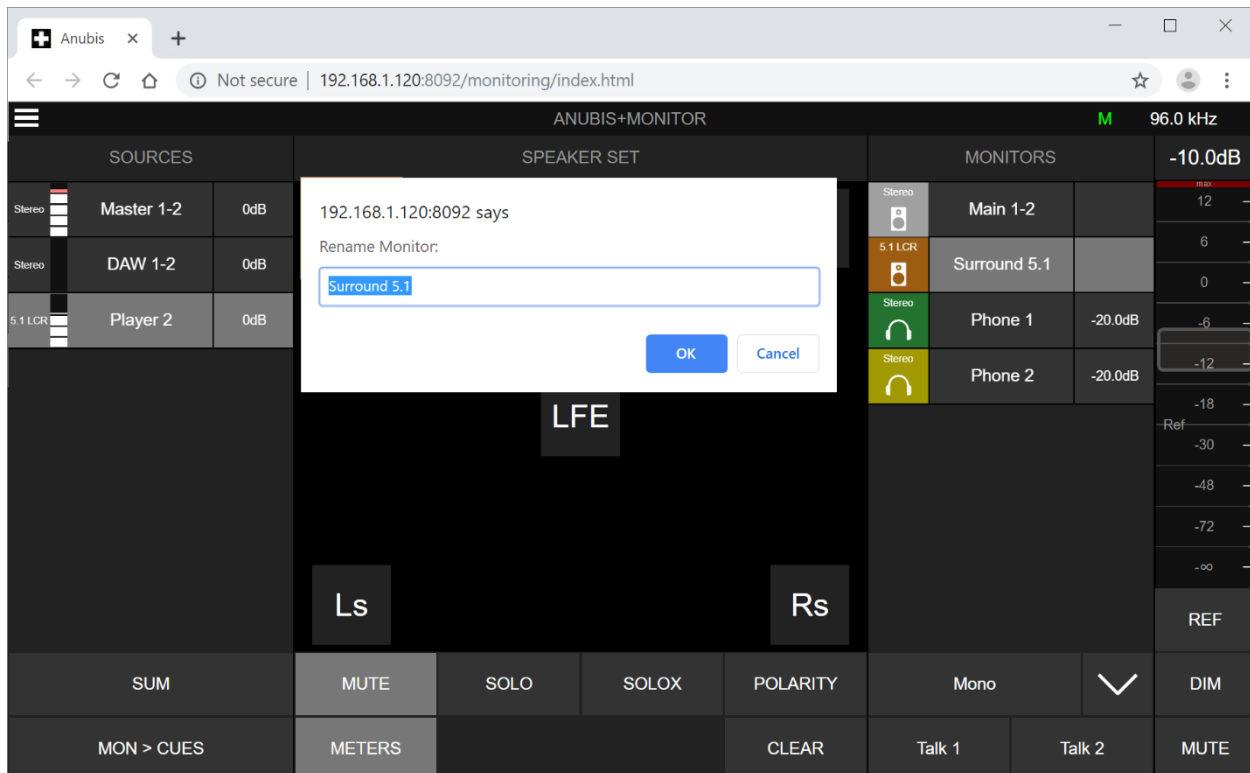 Anubis
Not secure | 192.168.1.120:8092/monitoring/index.html
ANUBIS+MONITOR
M
96.0 kHz
SOURCES
SPEAKER SET
MONITORS
-10.0dB
Stereo
Master 1-2
0dB
Stereo
DAW 1-2
0dB
5.1 LCR
Player 2
0dB
192.168.1.120:8092 says
Rename Monitor:
Surround 5.1
OK
Cancel
LFE
Ls
Rs
Stereo
Main 1-2
5.1 LCR
Surround 5.1
Stereo
Phone 1
-20.0dB
Stereo
Phone 2
-20.0dB
max
12
6
0
-6
-12
-18
Ref
-30
-48
-72
-∞
REF
SUM
MUTE
SOLO
SOLOX
POLARITY
Mono
DIM
MON > CUES
METERS
CLEAR
Talk 1
Talk 2
MUTE